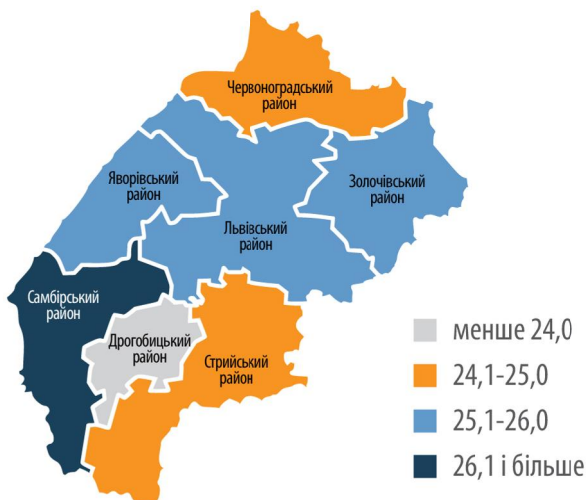 Червоноградський
район
Яворівський
район
Золочівський
район
Львівський
район
Самбірський
район
Дрогобицький
район
Стрийський
район
менше 24,0
24,1-25,0
25,1-26,0
26,1 і більше